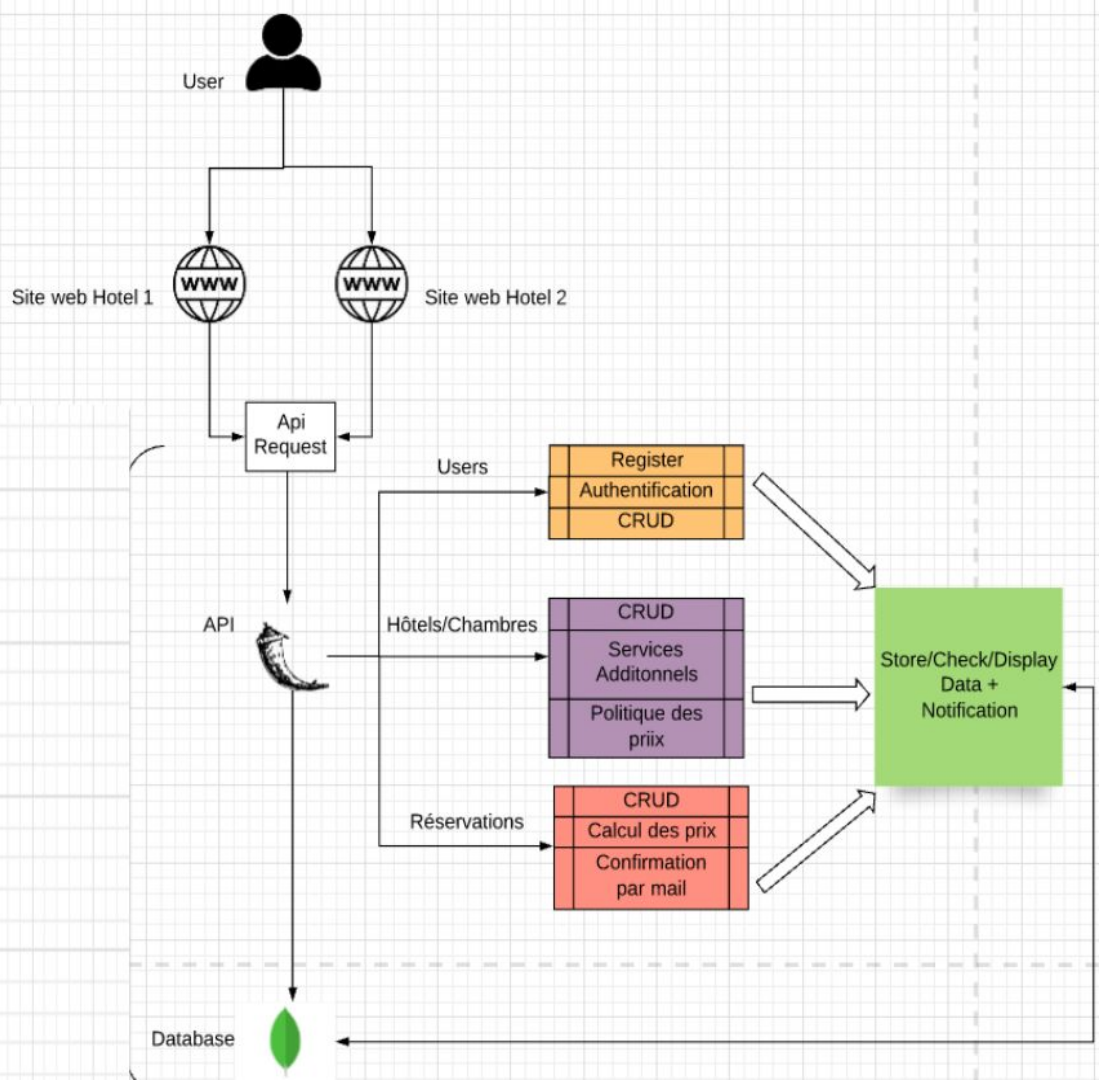 User
WWW
WWW
Site web Hotel 1
Site web Hotel 2
Api
Request
Users
Register
Authentification
CRUD
API
Hôtels/Chambres
CRUD
Services
Additonnels
Politique des
priix
Store/Check/Display
Data +
Notification
Réservations
CRUD
Calcul des prix
Confirmation
par mail
Database